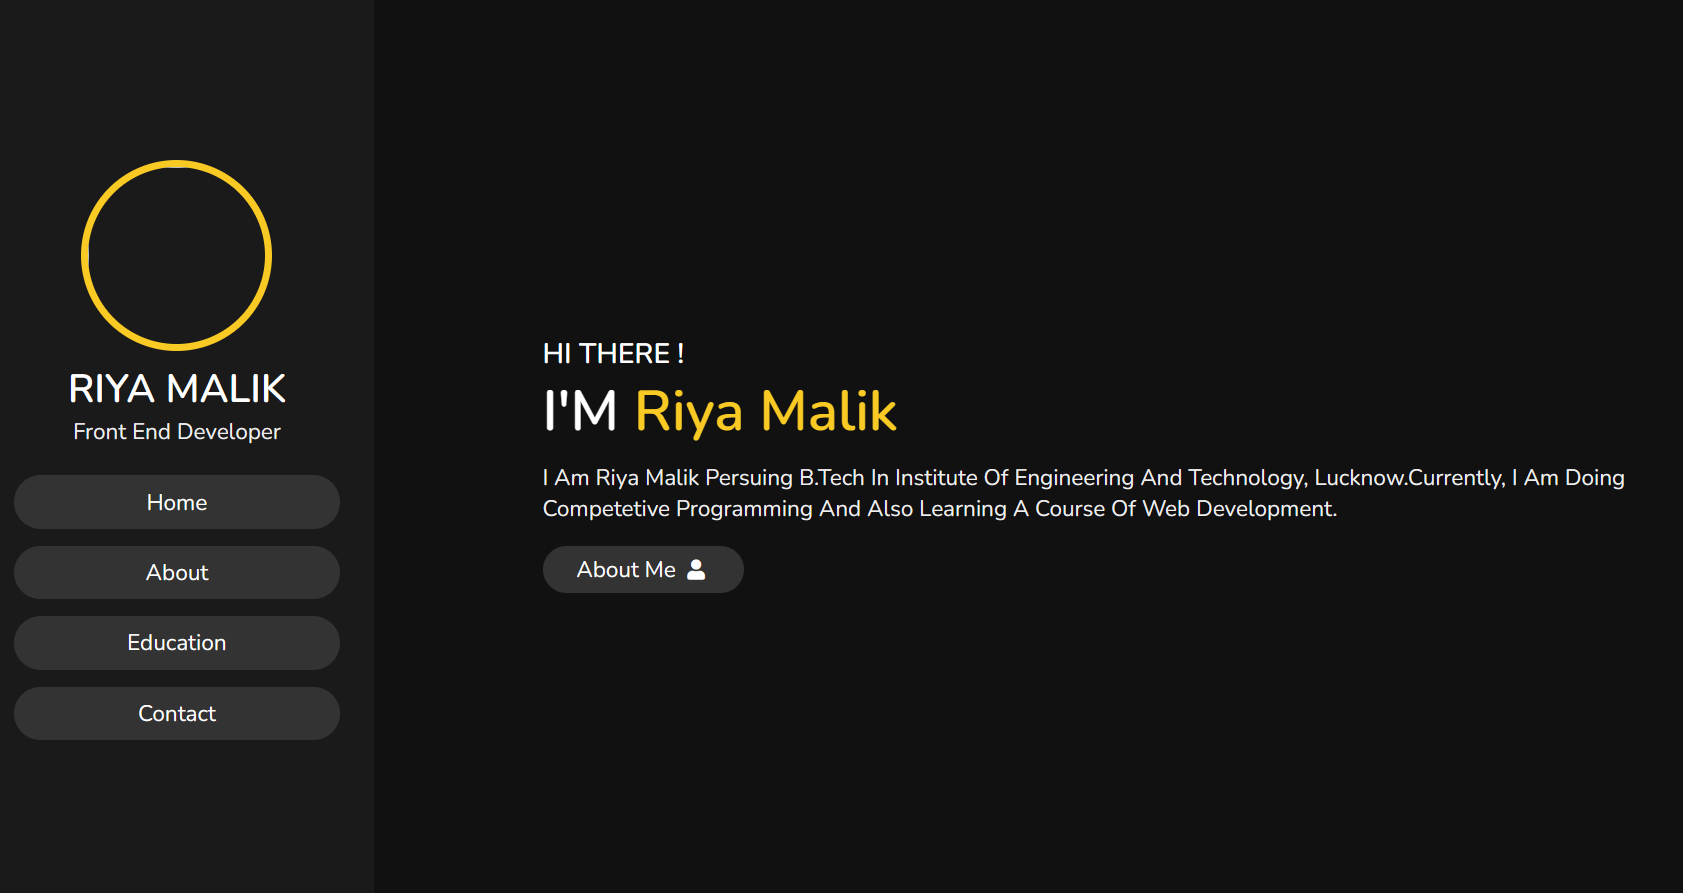 RIYA MALIK
Front End Developer
Home
About
Education
Contact
HI THERE !
I'M Riya Malik
I Am Riya Malik Persuing B.Tech In Institute Of Engineering And Technology, Lucknow.Currently, I Am Doing
Competetive Programming And Also Learning A Course Of Web Development.
About Me